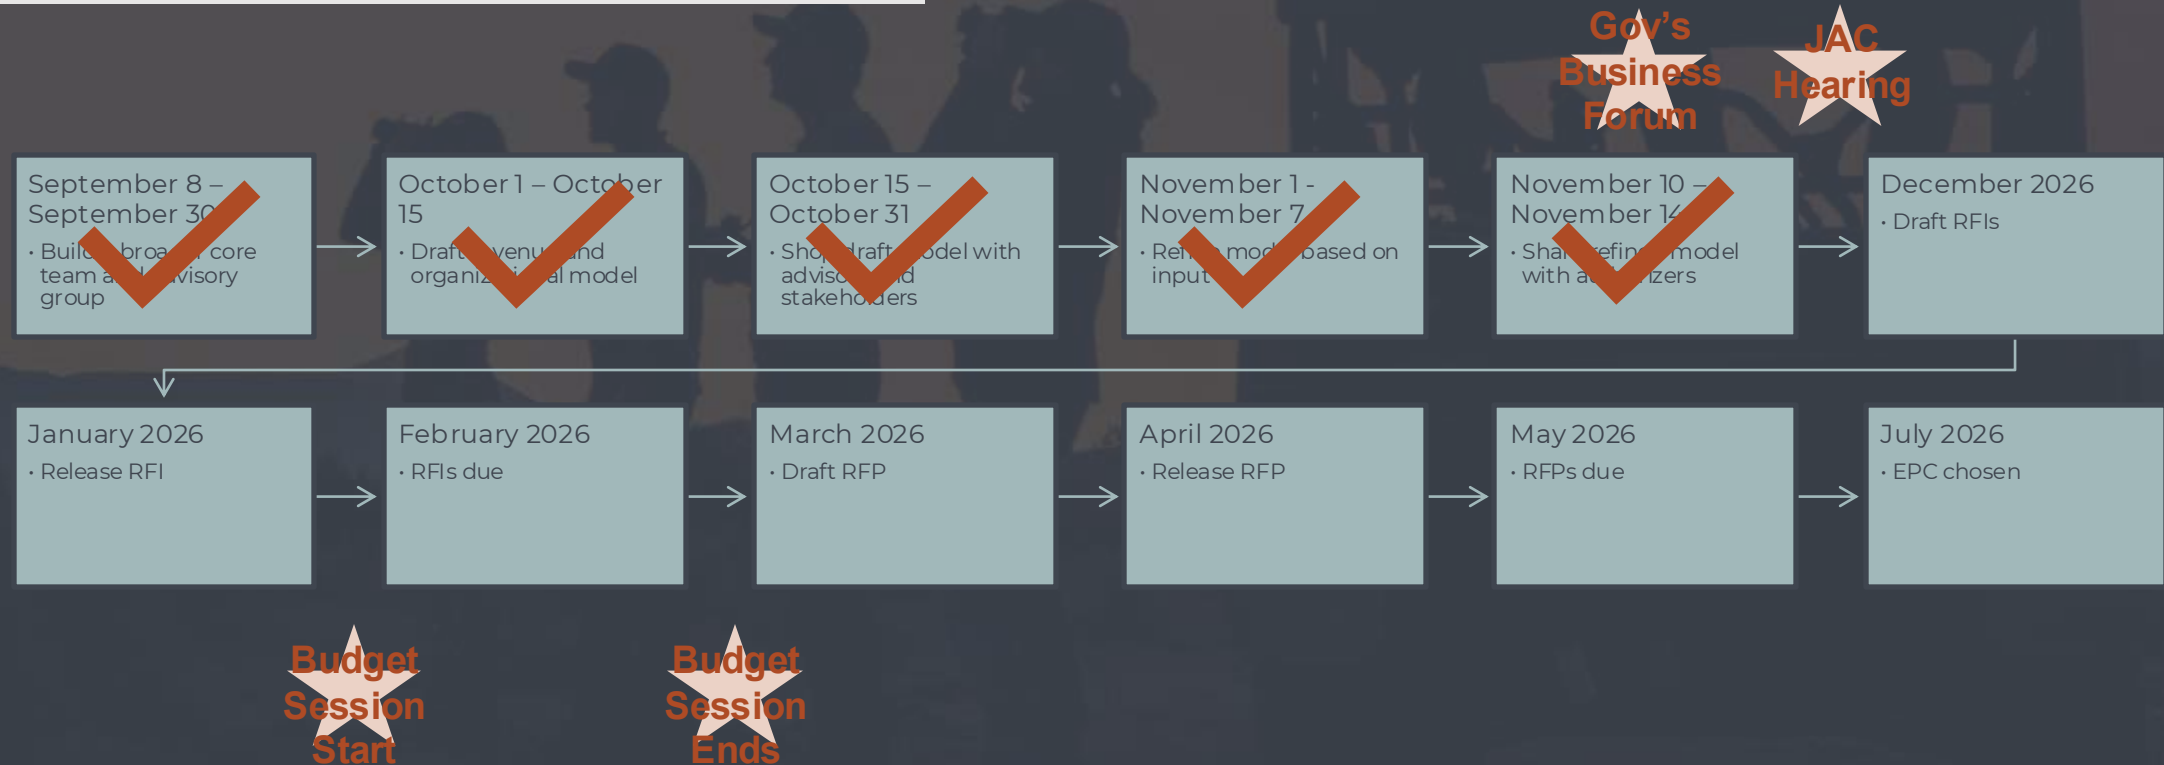 Gov's
Business
Forum
JAC
Hearing
September 8 –
September 30
• Build broader core
team and advisory
group
October 1 – October
15
• Draft revenue and
organizational model
October 15 –
October 31
• Shop draft model with
advisors and
stakeholders
November 1 -
November 7
• Refine model based on
input
November 10 –
November 14
• Share refined model
with authorizers
December 2026
• Draft RFIs
January 2026
• Release RFI
February 2026
• RFIs due
March 2026
• Draft RFP
April 2026
• Release RFP
May 2026
• RFPs due
July 2026
• EPC chosen
Budget
Session
Start
Budget
Session
Ends